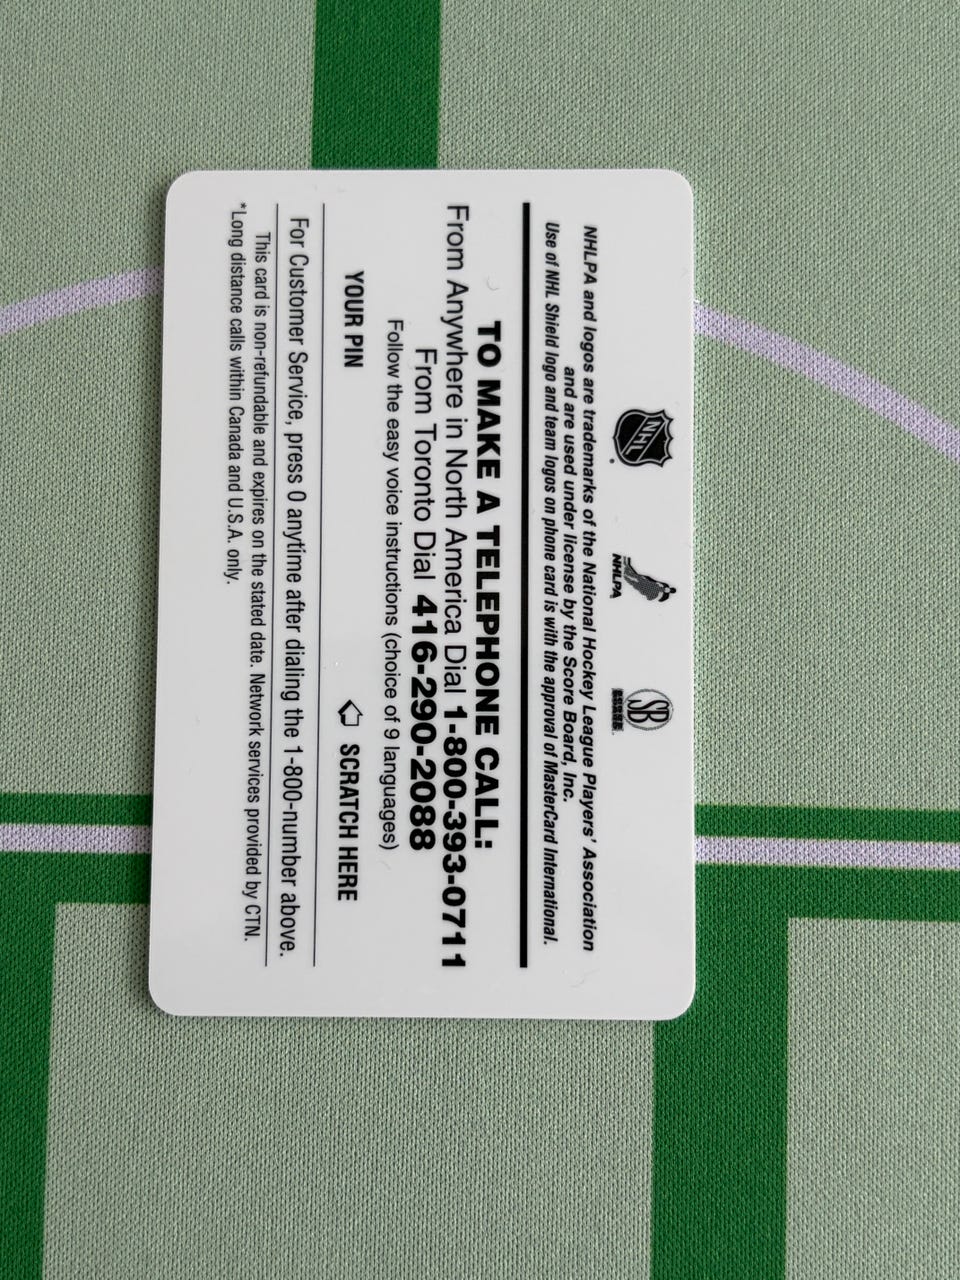 NHL
NHLPA
SB
NHLPA and logos are trademarks of the National Hockey League Players' Association
and are used under license by the Score Board, Inc.
Use of NHL Shield logo and team logos on phone card is with the approval of MasterCard International.
TO MAKE A TELEPHONE CALL:
From Anywhere in North America Dial 1-800-393-0711
From Toronto Dial 416-290-2088
Follow the easy voice instructions (choice of 9 languages)
YOUR PIN SCRATCH HERE
For Customer Service, press 0 anytime after dialing the 1-800-number above.
This card is non-refundable and expires on the stated date. Network services provided by CTN.
*Long distance calls within Canada and U.S.A. only.